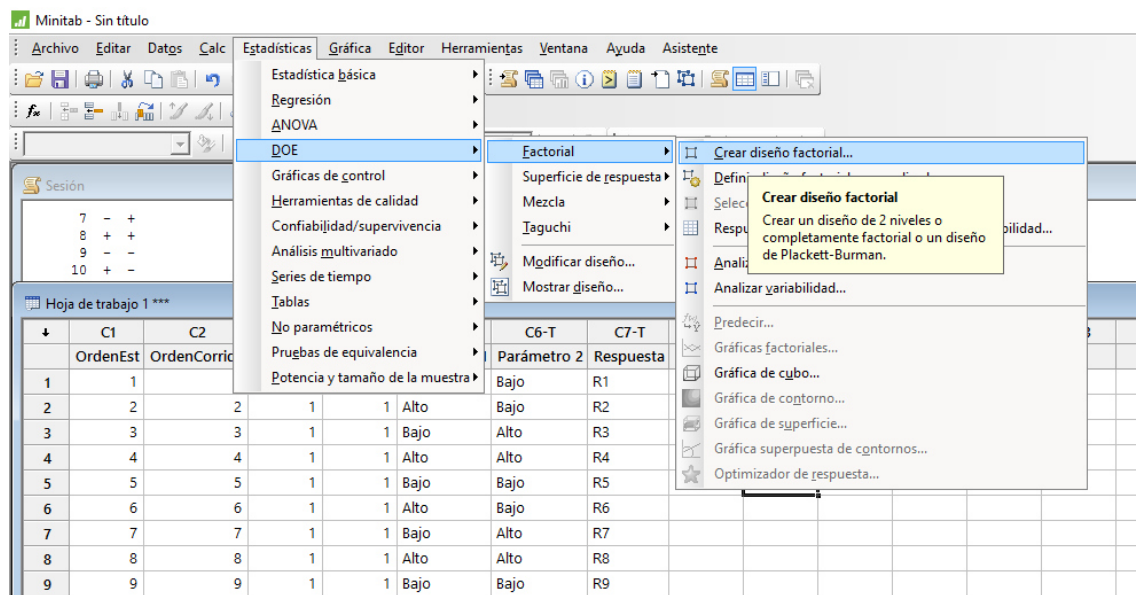 Minitab - Sin título
Archivo Editar Datos Calc Estadísticas Gráfica Editor Herramientas Ventana Ayuda Asistente
Estadística básica
Regresión
ANOVA
DOE
Gráficas de control
Herramientas de calidad
Confiabilidad/supervivencia
Análisis multivariado
Series de tiempo
Tablas
No paramétricos
Pruebas de equivalencia
Potencia y tamaño de la muestra
Factorial
Superficie de respuesta
Mezcla
Taguchi
Modificar diseño...
Mostrar diseño...
Crear diseño factorial...
Analizar variabilidad...
Predecir...
Gráficas factoriales...
Gráfica de cubo...
Gráfica de contorno...
Gráfica de superficie...
Gráfica superpuesta de contornos...
Optimizador de respuesta...
Crear diseño factorial
Crear un diseño de 2 niveles o
completamente factorial o un diseño
de Plackett-Burman.
Sesión
7 - +
8 + +
9 - -
10 + -
Hoja de trabajo 1 ***
C1 C2 C6-T C7-T
OrdenEst Parámetro 2 Respuesta
1 1 Bajo R1
2 2 2 1 1 Alto Bajo R2
3 3 3 1 1 Bajo Alto R3
4 4 4 1 1 Alto Alto R4
5 5 5 1 1 Bajo Bajo R5
6 6 6 1 1 Alto Bajo R6
7 7 7 1 1 Bajo Alto R7
8 8 8 1 1 Alto Alto R8
9 9 9 1 1 Bajo Bajo R9